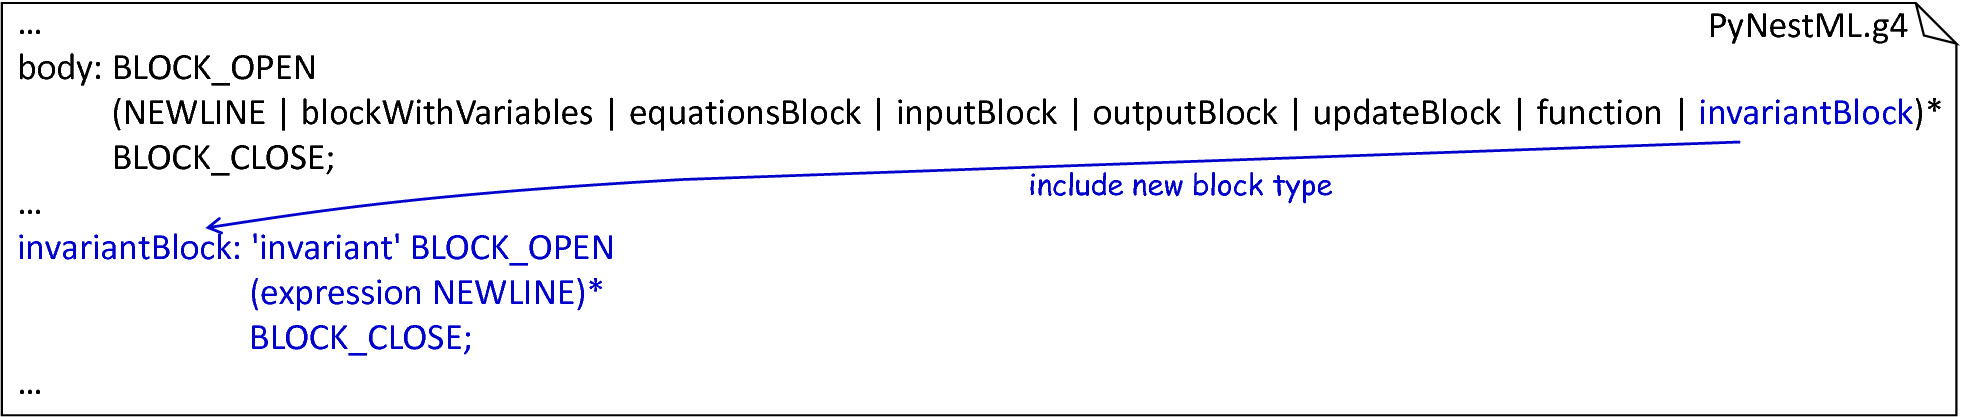 PyNestML.g4
...
body: BLOCK_OPEN
(NEWLINE | blockWithVariables | equationsBlock | inputBlock | outputBlock | updateBlock | function | invariantBlock)*
BLOCK_CLOSE;
include new block type
...
invariantBlock: 'invariant' BLOCK_OPEN
(expression NEWLINE)*
BLOCK_CLOSE;
...